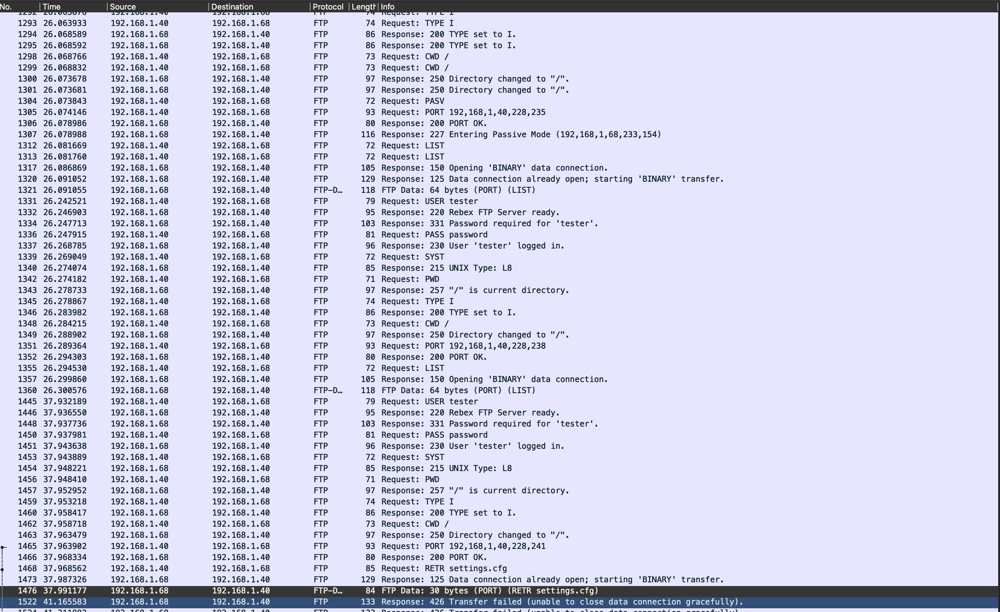 No. Time Source Destination Protocol Length Info
1292 26.063876 192.168.1.40 192.168.1.68 FTP 74 Request: TYPE I
1293 26.063933 192.168.1.40 192.168.1.68 FTP 74 Request: TYPE I
1294 26.068589 192.168.1.68 192.168.1.40 FTP 86 Response: 200 TYPE set to I.
1295 26.068592 192.168.1.68 192.168.1.40 FTP 86 Response: 200 TYPE set to I.
1298 26.068766 192.168.1.40 192.168.1.68 FTP 73 Request: CWD /
1299 26.068832 192.168.1.40 192.168.1.68 FTP 73 Request: CWD /
1300 26.073678 192.168.1.68 192.168.1.40 FTP 97 Response: 250 Directory changed to "/".
1301 26.073681 192.168.1.68 192.168.1.40 FTP 97 Response: 250 Directory changed to "/".
1304 26.073843 192.168.1.40 192.168.1.68 FTP 72 Request: PASV
1305 26.074146 192.168.1.40 192.168.1.68 FTP 93 Request: PORT 192,168,1,40,228,235
1306 26.078986 192.168.1.68 192.168.1.40 FTP 80 Response: 200 PORT OK.
1307 26.078988 192.168.1.68 192.168.1.40 FTP 116 Response: 227 Entering Passive Mode (192,168,1,68,233,154)
1312 26.081669 192.168.1.40 192.168.1.68 FTP 72 Request: LIST
1313 26.081760 192.168.1.40 192.168.1.68 FTP 72 Request: LIST
1317 26.086869 192.168.1.68 192.168.1.40 FTP 105 Response: 150 Opening 'BINARY' data connection.
1320 26.091052 192.168.1.68 192.168.1.40 FTP 129 Response: 125 Data connection already open; starting 'BINARY' transfer.
1321 26.091055 192.168.1.68 192.168.1.40 FTP-D… 118 FTP Data: 64 bytes (PORT) (LIST)
1331 26.242521 192.168.1.40 192.168.1.68 FTP 79 Request: USER tester
1332 26.246903 192.168.1.68 192.168.1.40 FTP 95 Response: 220 Rebex FTP Server ready.
1334 26.247713 192.168.1.68 192.168.1.40 FTP 103 Response: 331 Password required for 'tester'.
1336 26.247915 192.168.1.40 192.168.1.68 FTP 81 Request: PASS password
1337 26.268785 192.168.1.68 192.168.1.40 FTP 96 Response: 230 User 'tester' logged in.
1339 26.269049 192.168.1.40 192.168.1.68 FTP 72 Request: SYST
1340 26.274074 192.168.1.68 192.168.1.40 FTP 85 Response: 215 UNIX Type: L8
1342 26.274182 192.168.1.40 192.168.1.68 FTP 71 Request: PWD
1343 26.278733 192.168.1.68 192.168.1.40 FTP 97 Response: 257 "/" is current directory.
1345 26.278867 192.168.1.40 192.168.1.68 FTP 74 Request: TYPE I
1346 26.283982 192.168.1.68 192.168.1.40 FTP 86 Response: 200 TYPE set to I.
1348 26.284215 192.168.1.40 192.168.1.68 FTP 73 Request: CWD /
1349 26.288902 192.168.1.68 192.168.1.40 FTP 97 Response: 250 Directory changed to "/".
1351 26.289364 192.168.1.40 192.168.1.68 FTP 93 Request: PORT 192,168,1,40,228,238
1352 26.294303 192.168.1.68 192.168.1.40 FTP 80 Response: 200 PORT OK.
1355 26.294530 192.168.1.40 192.168.1.68 FTP 72 Request: LIST
1357 26.299860 192.168.1.68 192.168.1.40 FTP 105 Response: 150 Opening 'BINARY' data connection.
1360 26.300576 192.168.1.68 192.168.1.40 FTP-D… 118 FTP Data: 64 bytes (PORT) (LIST)
1445 37.932189 192.168.1.40 192.168.1.68 FTP 79 Request: USER tester
1446 37.936550 192.168.1.68 192.168.1.40 FTP 95 Response: 220 Rebex FTP Server ready.
1448 37.937736 192.168.1.68 192.168.1.40 FTP 103 Response: 331 Password required for 'tester'.
1450 37.937981 192.168.1.40 192.168.1.68 FTP 81 Request: PASS password
1451 37.943638 192.168.1.68 192.168.1.40 FTP 96 Response: 230 User 'tester' logged in.
1453 37.943889 192.168.1.40 192.168.1.68 FTP 72 Request: SYST
1454 37.948221 192.168.1.68 192.168.1.40 FTP 85 Response: 215 UNIX Type: L8
1456 37.948410 192.168.1.40 192.168.1.68 FTP 71 Request: PWD
1457 37.952952 192.168.1.68 192.168.1.40 FTP 97 Response: 257 "/" is current directory.
1459 37.953218 192.168.1.40 192.168.1.68 FTP 74 Request: TYPE I
1460 37.958417 192.168.1.68 192.168.1.40 FTP 86 Response: 200 TYPE set to I.
1462 37.958718 192.168.1.40 192.168.1.68 FTP 73 Request: CWD /
1463 37.963479 192.168.1.68 192.168.1.40 FTP 97 Response: 250 Directory changed to "/".
1465 37.963902 192.168.1.40 192.168.1.68 FTP 93 Request: PORT 192,168,1,40,228,241
1466 37.968334 192.168.1.68 192.168.1.40 FTP 80 Response: 200 PORT OK.
1468 37.968562 192.168.1.40 192.168.1.68 FTP 85 Request: RETR settings.cfg
1473 37.987326 192.168.1.68 192.168.1.40 FTP 129 Response: 125 Data connection already open; starting 'BINARY' transfer.
1476 37.991177 192.168.1.68 192.168.1.40 FTP-D… 84 FTP Data: 30 bytes (PORT) (RETR settings.cfg)
1522 41.165583 192.168.1.68 192.168.1.40 FTP 133 Response: 426 Transfer failed (unable to close data connection gracefully).
192.168.1.68 192.168.1.40 FTP 133 Response: 426 Transfer failed (unable to close data connection gracefully)